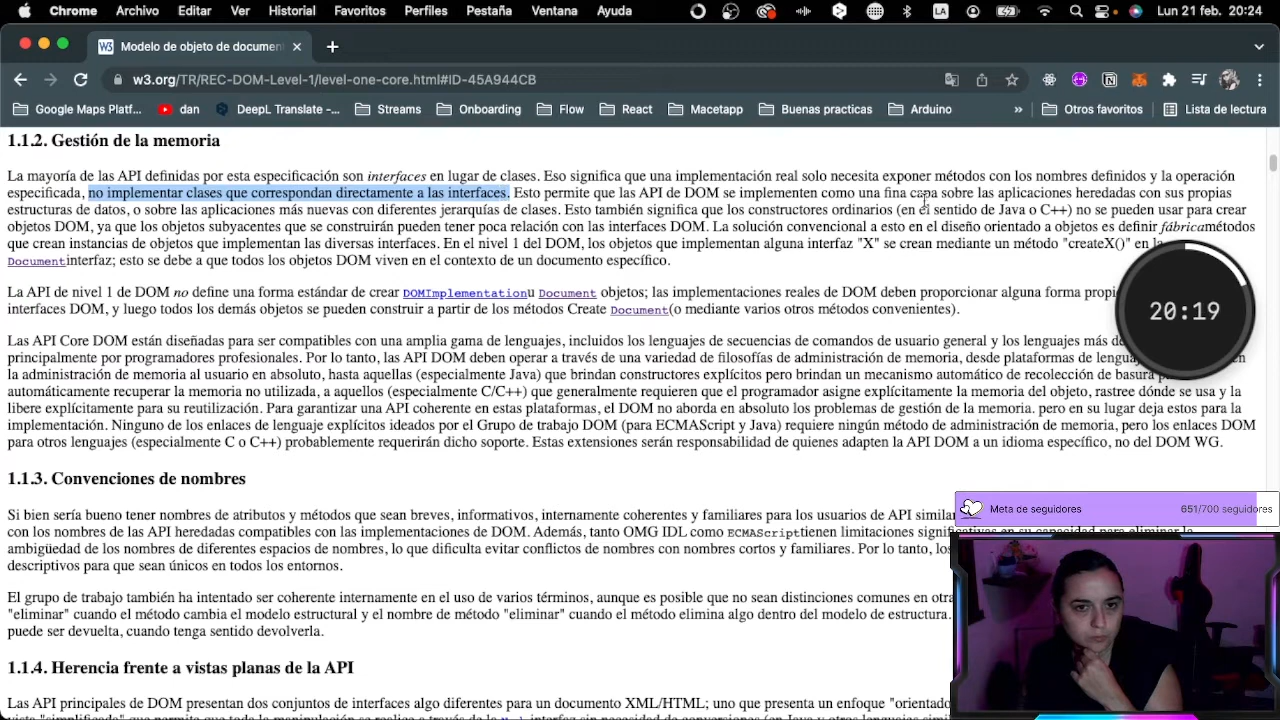 Chrome Archivo Editar Ver Historial Favoritos Perfiles Pestaña Ventana Ayuda LA Lun 21 feb. 20:24
W3 Modelo de objeto de documen
w3.org/TR/REC-DOM-Level-1/level-one-core.html#ID-45A944CB
Google Maps Platf... dan DeepL Translate -... Streams Onboarding Flow React Macetapp Buenas practicas Arduino » Otros favoritos Lista de lectura
1.1.2. Gestión de la memoria
La mayoría de las API definidas por esta especificación son interfaces en lugar de clases. Eso significa que una implementación real solo necesita exponer métodos con los nombres definidos y la operación
especificada, no implementar clases que correspondan directamente a las interfaces. Esto permite que las API de DOM se implementen como una fina capa sobre las aplicaciones heredadas con sus propias
estructuras de datos, o sobre las aplicaciones más nuevas con diferentes jerarquías de clases. Esto también significa que los constructores ordinarios (en el sentido de Java o C++) no se pueden usar para crear
objetos DOM, ya que los objetos subyacentes que se construirán pueden tener poca relación con las interfaces DOM. La solución convencional a esto en el diseño orientado a objetos es definir fábricamétodos
que crean instancias de objetos que implementan las diversas interfaces. En el nivel 1 del DOM, los objetos que implementan alguna interfaz "X" se crean mediante un método "createX()" en la
Documentinterfaz; esto se debe a que todos los objetos DOM viven en el contexto de un documento específico.
20:19
La API de nivel 1 de DOM no define una forma estándar de crear DOMImplementationu Document objetos; las implementaciones reales de DOM deben proporcionar alguna forma
interfaces DOM, y luego todos los demás objetos se pueden construir a partir de los métodos Create Document(o mediante varios otros métodos convenientes).
Las API Core DOM están diseñadas para ser compatibles con una amplia gama de lenguajes, incluidos los lenguajes de secuencias de comandos de usuario general y los lenguajes más
principalmente por programadores profesionales. Por lo tanto, las API DOM deben operar a través de una variedad de filosofías de administración de memoria, desde plataformas de en
la administración de memoria al usuario en absoluto, hasta aquellas (especialmente Java) que brindan constructores explícitos pero brindan un mecanismo automático de recolección de basura
automáticamente recuperar la memoria no utilizada, a aquellos (especialmente C/C++) que generalmente requieren que el programador asigne explícitamente la memoria del objeto, rastree dónde se usa y la
libere explícitamente para su reutilización. Para garantizar una API coherente en estas plataformas, el DOM no aborda en absoluto los problemas de gestión de la memoria. pero en su lugar deja estos para la
implementación. Ninguno de los enlaces de lenguaje explícitos ideados por el Grupo de trabajo DOM (para ECMAScript y Java) requiere ningún método de administración de memoria, pero los enlaces DOM
para otros lenguajes (especialmente C o C++) probablemente requerirán dicho soporte. Estas extensiones serán responsabilidad de quienes adapten la API DOM a un idioma específico, no del DOM WG.
1.1.3. Convenciones de nombres
Meta de seguidores 651/700 seguidores
Si bien sería bueno tener nombres de atributos y métodos que sean breves, informativos, internamente coherentes y familiares para los usuarios de API
con los nombres de las API heredadas compatibles con las implementaciones de DOM. Además, tanto OMG IDL como ECMAScripttienen limitaciones
ambigüedad de los nombres de diferentes espacios de nombres, lo que dificulta evitar conflictos de nombres con nombres cortos y familiares. Por lo tanto, los
descriptivos para que sean únicos en todos los entornos.
El grupo de trabajo también ha intentado ser coherente internamente en el uso de varios términos, aunque es posible que no sean distinciones comunes en
"eliminar" cuando el método cambia el modelo estructural y el nombre de método "eliminar" cuando el método elimina algo dentro del modelo de estructura.
puede ser devuelta, cuando tenga sentido devolverla.
1.1.4. Herencia frente a vistas planas de la API
Las API principales de DOM presentan dos conjuntos de interfaces algo diferentes para un documento XML/HTML; uno que presenta un enfoque "orientado